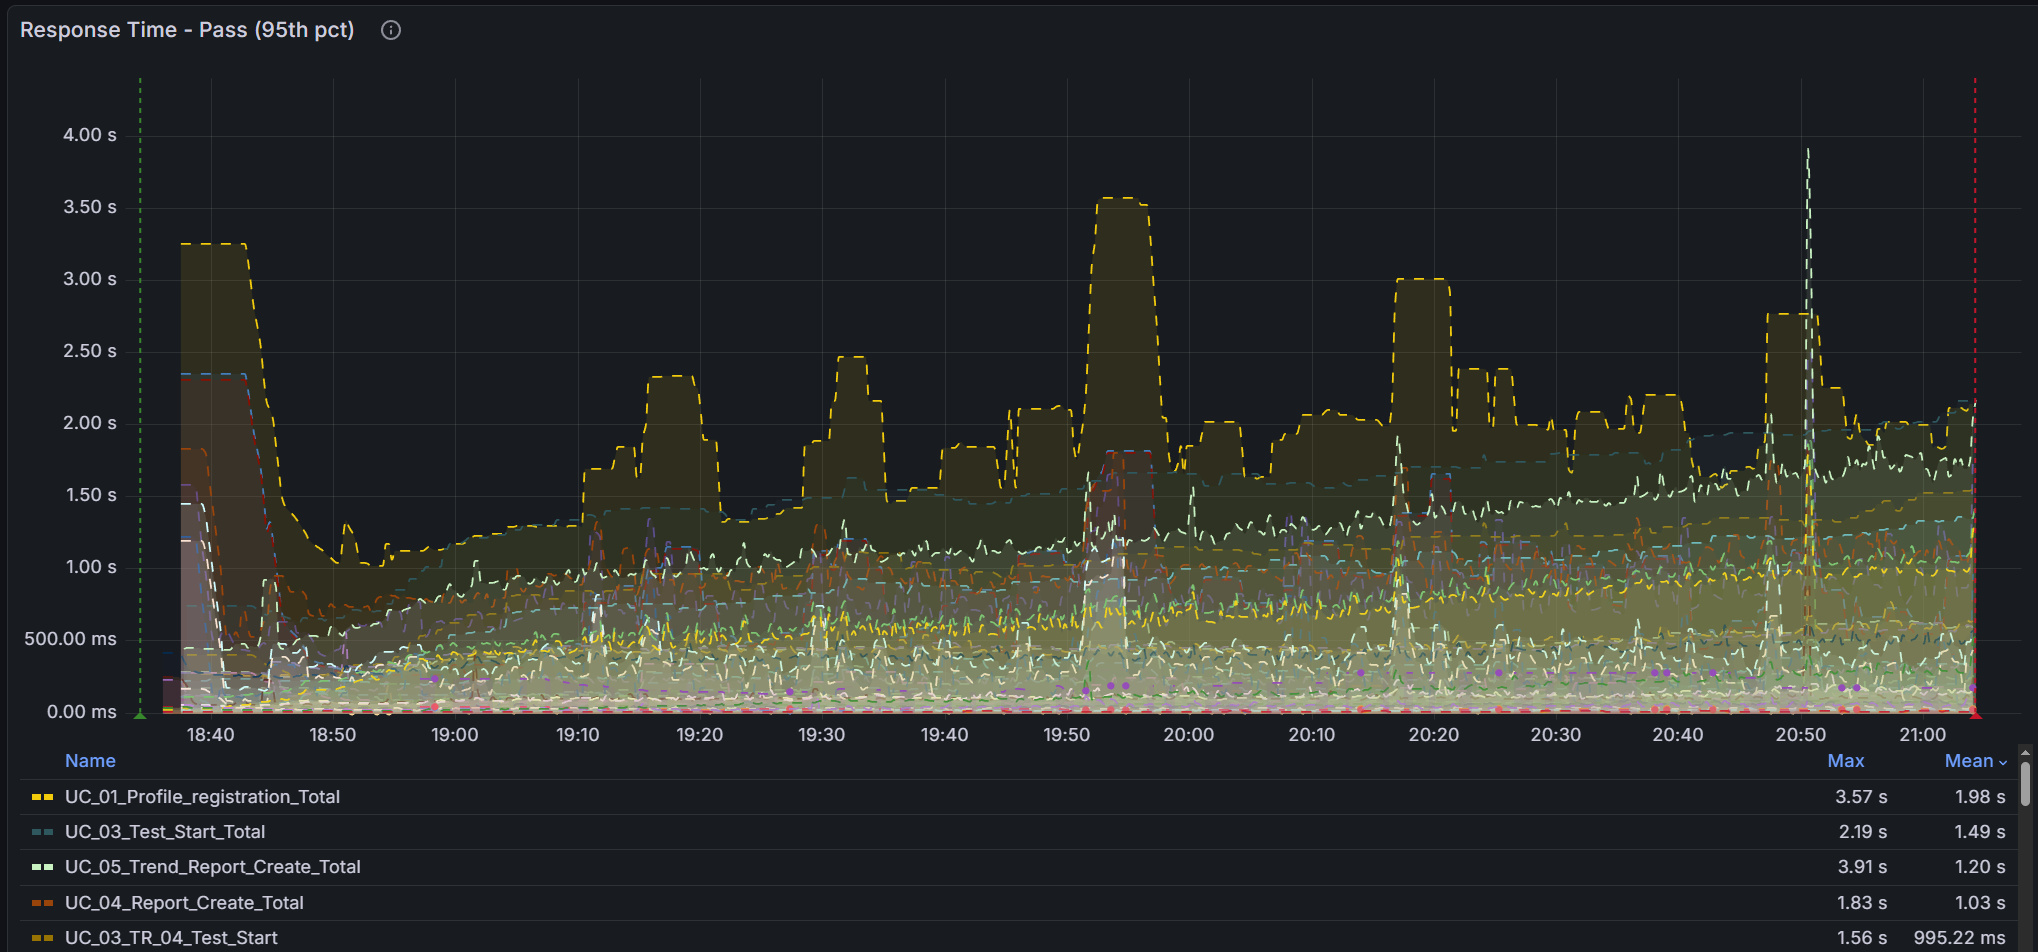 Response Time - Pass (95th pct)
4.00 s
3.50 s
3.00 s
2.50 s
2.00 s
1.50 s
1.00 s
500.00 ms
0.00 ms
18:40 18:50 19:00 19:10 19:20 19:30 19:40 19:50 20:00 20:10 20:20 20:30 20:40 20:50 21:00
Name Max Mean
UC_01_Profile_registration_Total 3.57 s 1.98 s
UC_03_Test_Start_Total 2.19 s 1.49 s
UC_05_Trend_Report_Create_Total 3.91 s 1.20 s
UC_04_Report_Create_Total 1.83 s 1.03 s
UC_03_TR_04_Test_Start 1.56 s 995.22 ms